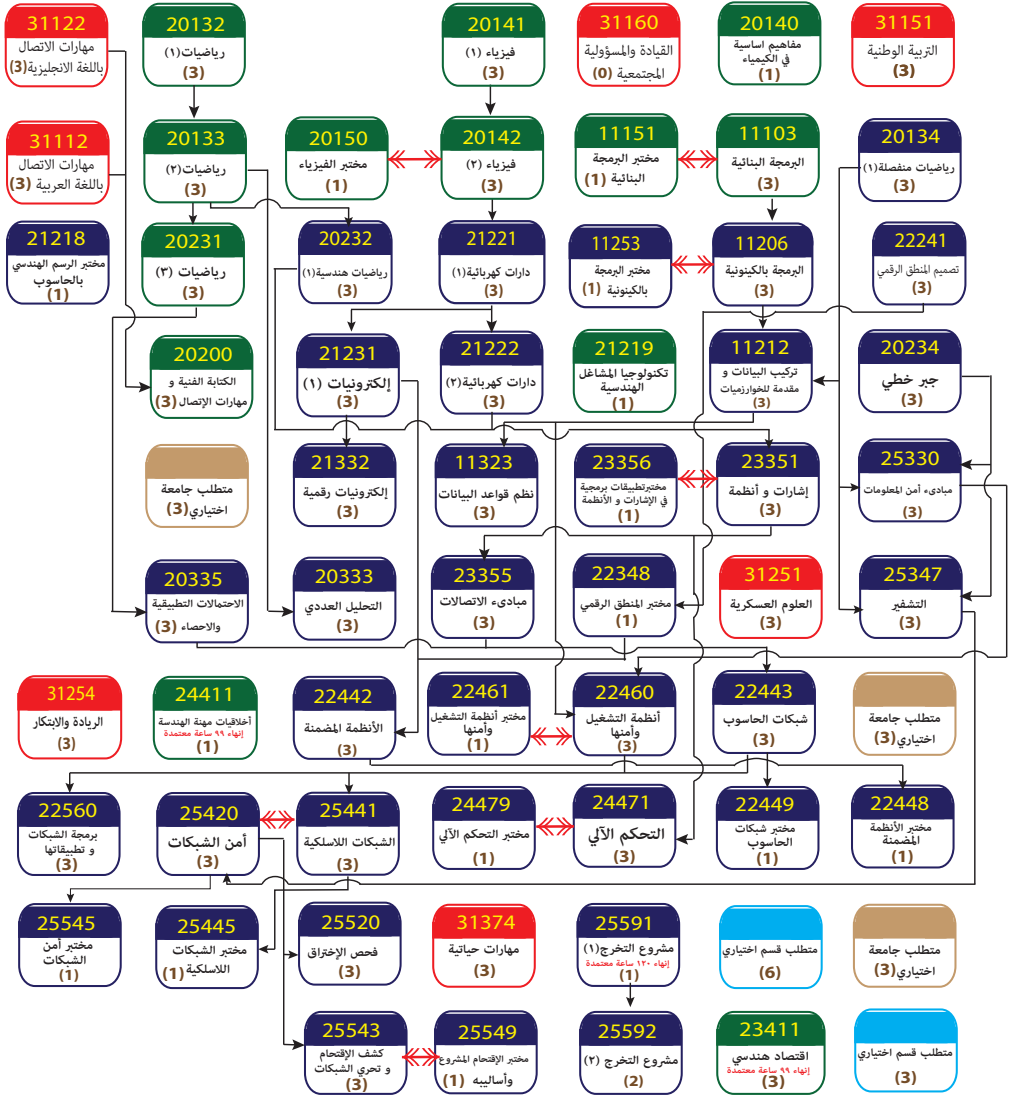 31122
مهارات الاتصال
باللغة الانجليزية (3)
20132
رياضيات (١)
(3)
20141
فيزياء (١)
(3)
31160
القيادة والمسؤولية
المجتمعية (0)
20140
مفاهيم اساسية
في الكيمياء
(1)
31151
التربية الوطنية
(3)
31112
مهارات الاتصال
باللغة العربية (3)
20133
رياضيات (٢)
(3)
20150
مختبر الفيزياء
(1)
20142
فيزياء (٢)
(3)
11151
مختبر البرمجة
البنائية (1)
11103
البرمجة البنائية
(3)
20134
رياضيات منفصلة (١)
(3)
21218
مختبر الرسم الهندسي
بالحاسوب
(1)
20231
رياضيات (٣)
(3)
20232
رياضيات هندسية (١)
(3)
21221
دارات كهربائية (١)
(3)
11253
مختبر البرمجة
بالكينونية (1)
11206
البرمجة بالكينونية
(3)
22241
تصميم المنطق الرقمي
(3)
20200
الكتابة الفنية و
مهارات الإتصال (3)
21231
إلكترونيات (١)
(3)
21222
دارات كهربائية (٢)
(3)
21219
تكنولوجيا المشاغل
الهندسية
(1)
11212
تركيب البيانات و
مقدمة للخوارزميات
(3)
20234
جبر خطي
(3)
متطلب جامعة
اختياري (3)
21332
إلكترونيات رقمية
(3)
11323
نظم قواعد البيانات
(3)
23356
مختبر تطبيقات برمجية
في الإشارات و الأنظمة
(1)
23351
إشارات و أنظمة
(3)
25330
مبادىء أمن المعلومات
(3)
20335
الاحتمالات التطبيقية
والاحصاء (3)
20333
التحليل العددي
(3)
23355
مبادىء الاتصالات
(3)
22348
مختبر المنطق الرقمي
(1)
31251
العلوم العسكرية
(3)
25347
التشفير
(3)
31254
الريادة والابتكار
(3)
24411
أخلاقيات مهنة الهندسة
إنهاء ٩٩ ساعة معتمدة
(1)
22442
الأنظمة المضمنة
(3)
22461
مختبر أنظمة التشغيل
وأمنها
(1)
22460
أنظمة التشغيل
وأمنها
(3)
22443
شبكات الحاسوب
(3)
متطلب جامعة
اختياري (3)
22560
برمجة الشبكات
و تطبيقاتها
(3)
25420
أمن الشبكات
(3)
25441
الشبكات اللاسلكية
(3)
24479
مختبر التحكم الآلي
(1)
24471
التحكم الآلي
(3)
22449
مختبر شبكات
الحاسوب
(1)
22448
مختبر الأنظمة
المضمنة
(1)
25545
مختبر أمن
الشبكات
(1)
25445
مختبر الشبكات
اللاسلكية (1)
25520
فحص الإختراق
(3)
31374
مهارات حياتية
(3)
25591
مشروع التخرج (١)
إنهاء ١٢٠ ساعة معتمدة
(1)
متطلب قسم اختياري
(6)
متطلب جامعة
اختياري (3)
25543
كشف الإقتحام
و تحري الشبكات
(3)
25549
مختبر الإقتحام المشروع
وأساليبه (1)
25592
مشروع التخرج (٢)
(2)
23411
اقتصاد هندسي
إنهاء ٩٩ ساعة معتمدة
(3)
متطلب قسم اختياري
(3)